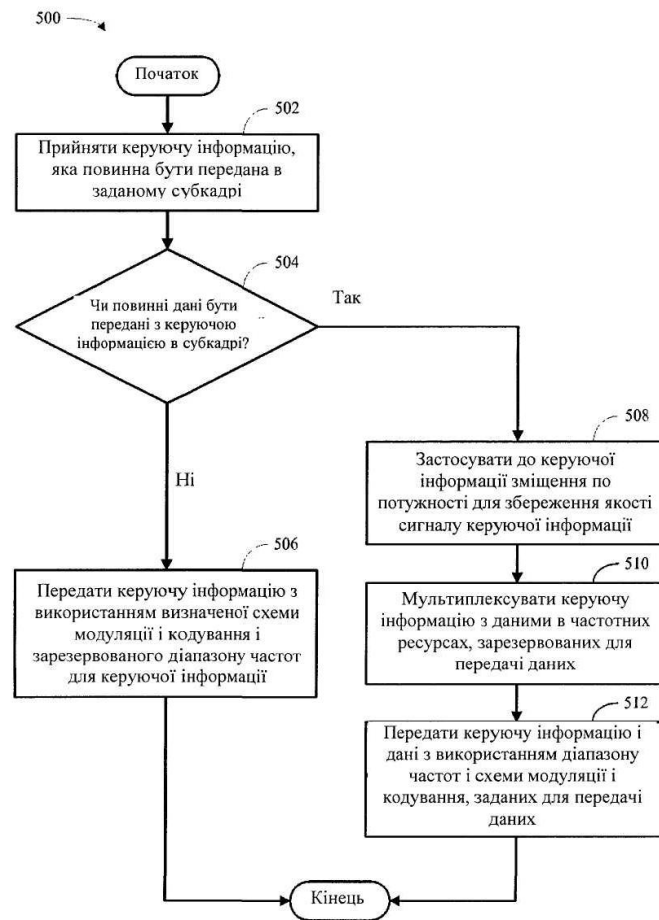 500
Початок
502
Прийняти керуючу інформацію,
яка повинна бути передана в
заданому субкадрі
504
Чи повинні дані бути
передані з керуючою
інформацією в субкадрі?
Так
Ні
508
Застосувати до керуючої
інформації зміщення по
потужності для збереження якості
сигналу керуючої інформації
506
Передати керуючу інформацію з
використанням визначеної схеми
модуляції і кодування і
зарезервованого діапазону частот
для керуючої інформації
510
Мультиплексувати керуючу
інформацію з даними в частотних
ресурсах, зарезервованих для
передачі даних
512
Передати керуючу інформацію і
дані з використанням діапазону
частот і схеми модуляції і
кодування, заданих для передачі
даних
Кінець